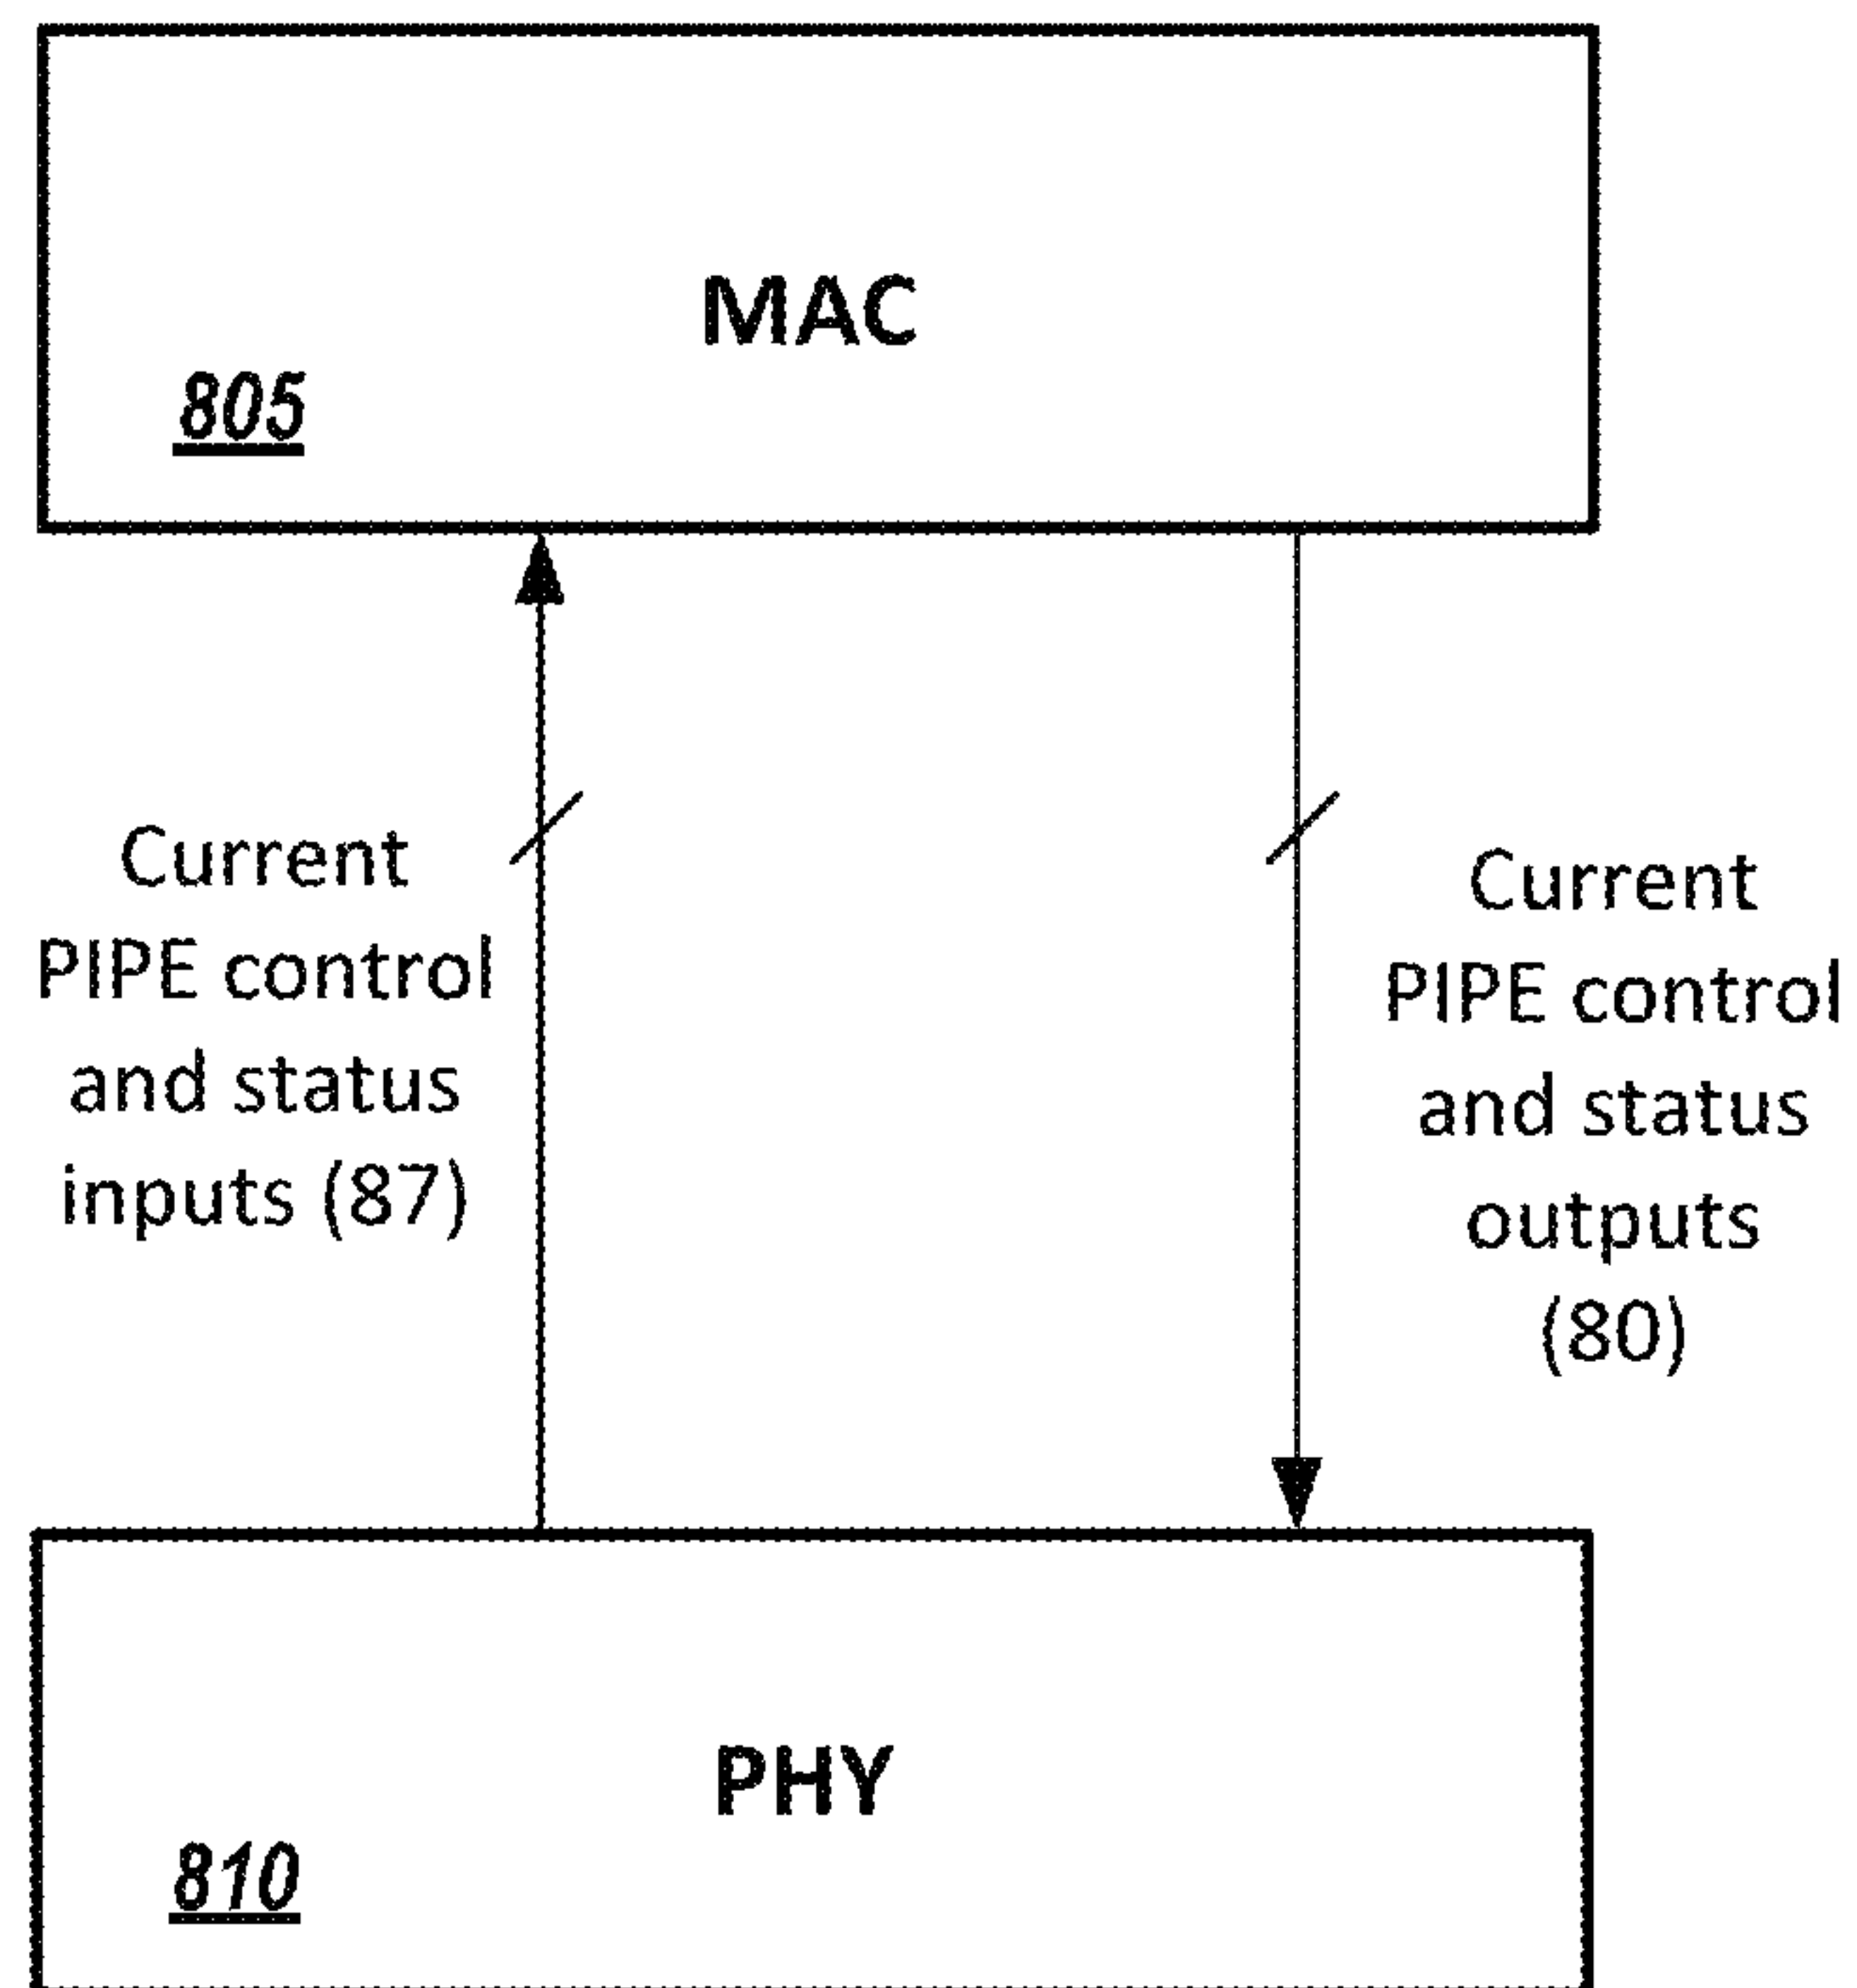 MAC
805
Current
PIPE control
and status
inputs (87)
Current
PIPE control
and status
outputs
(80)
PHY
810